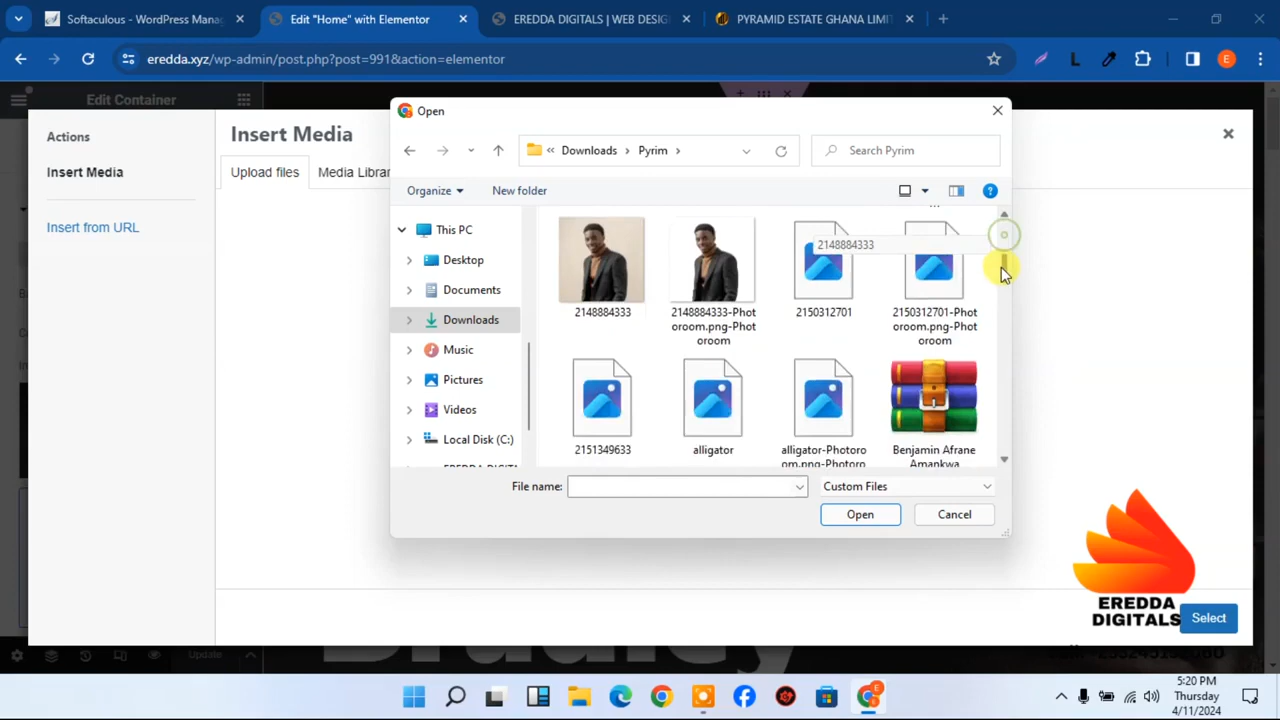 Softaculous - WordPress Mana
Edit "Home" with Elementor
EREDDA DIGITALS | WEB DESIG
PYRAMID ESTATE GHANA LIMIT
eredda.xyz/wp-admin/post.php?post=991&action=elementor
L
E
Edit Container
Actions
Insert Media
Insert from URL
Insert Media
Upload files
Media Librar
Open
Downloads
Pyrim
Search Pyrim
Organize
New folder
This PC
Desktop
Documents
Downloads
Music
Pictures
Videos
Local Disk (C:)
2148884333
2148884333
2148884333-Phot
oroom.png-Phot
oroom
2150312701
2150312701-Phot
oroom.png-Phot
oroom
2151349633
alligator
alligator-Photoro
om.png-Photoro
Benjamin Afrane
Amankwa
File name:
Custom Files
Open
Cancel
EREDDA
DIGITALS
Select
Update
Bradley
5:20 PM
Thursday
4/11/2024